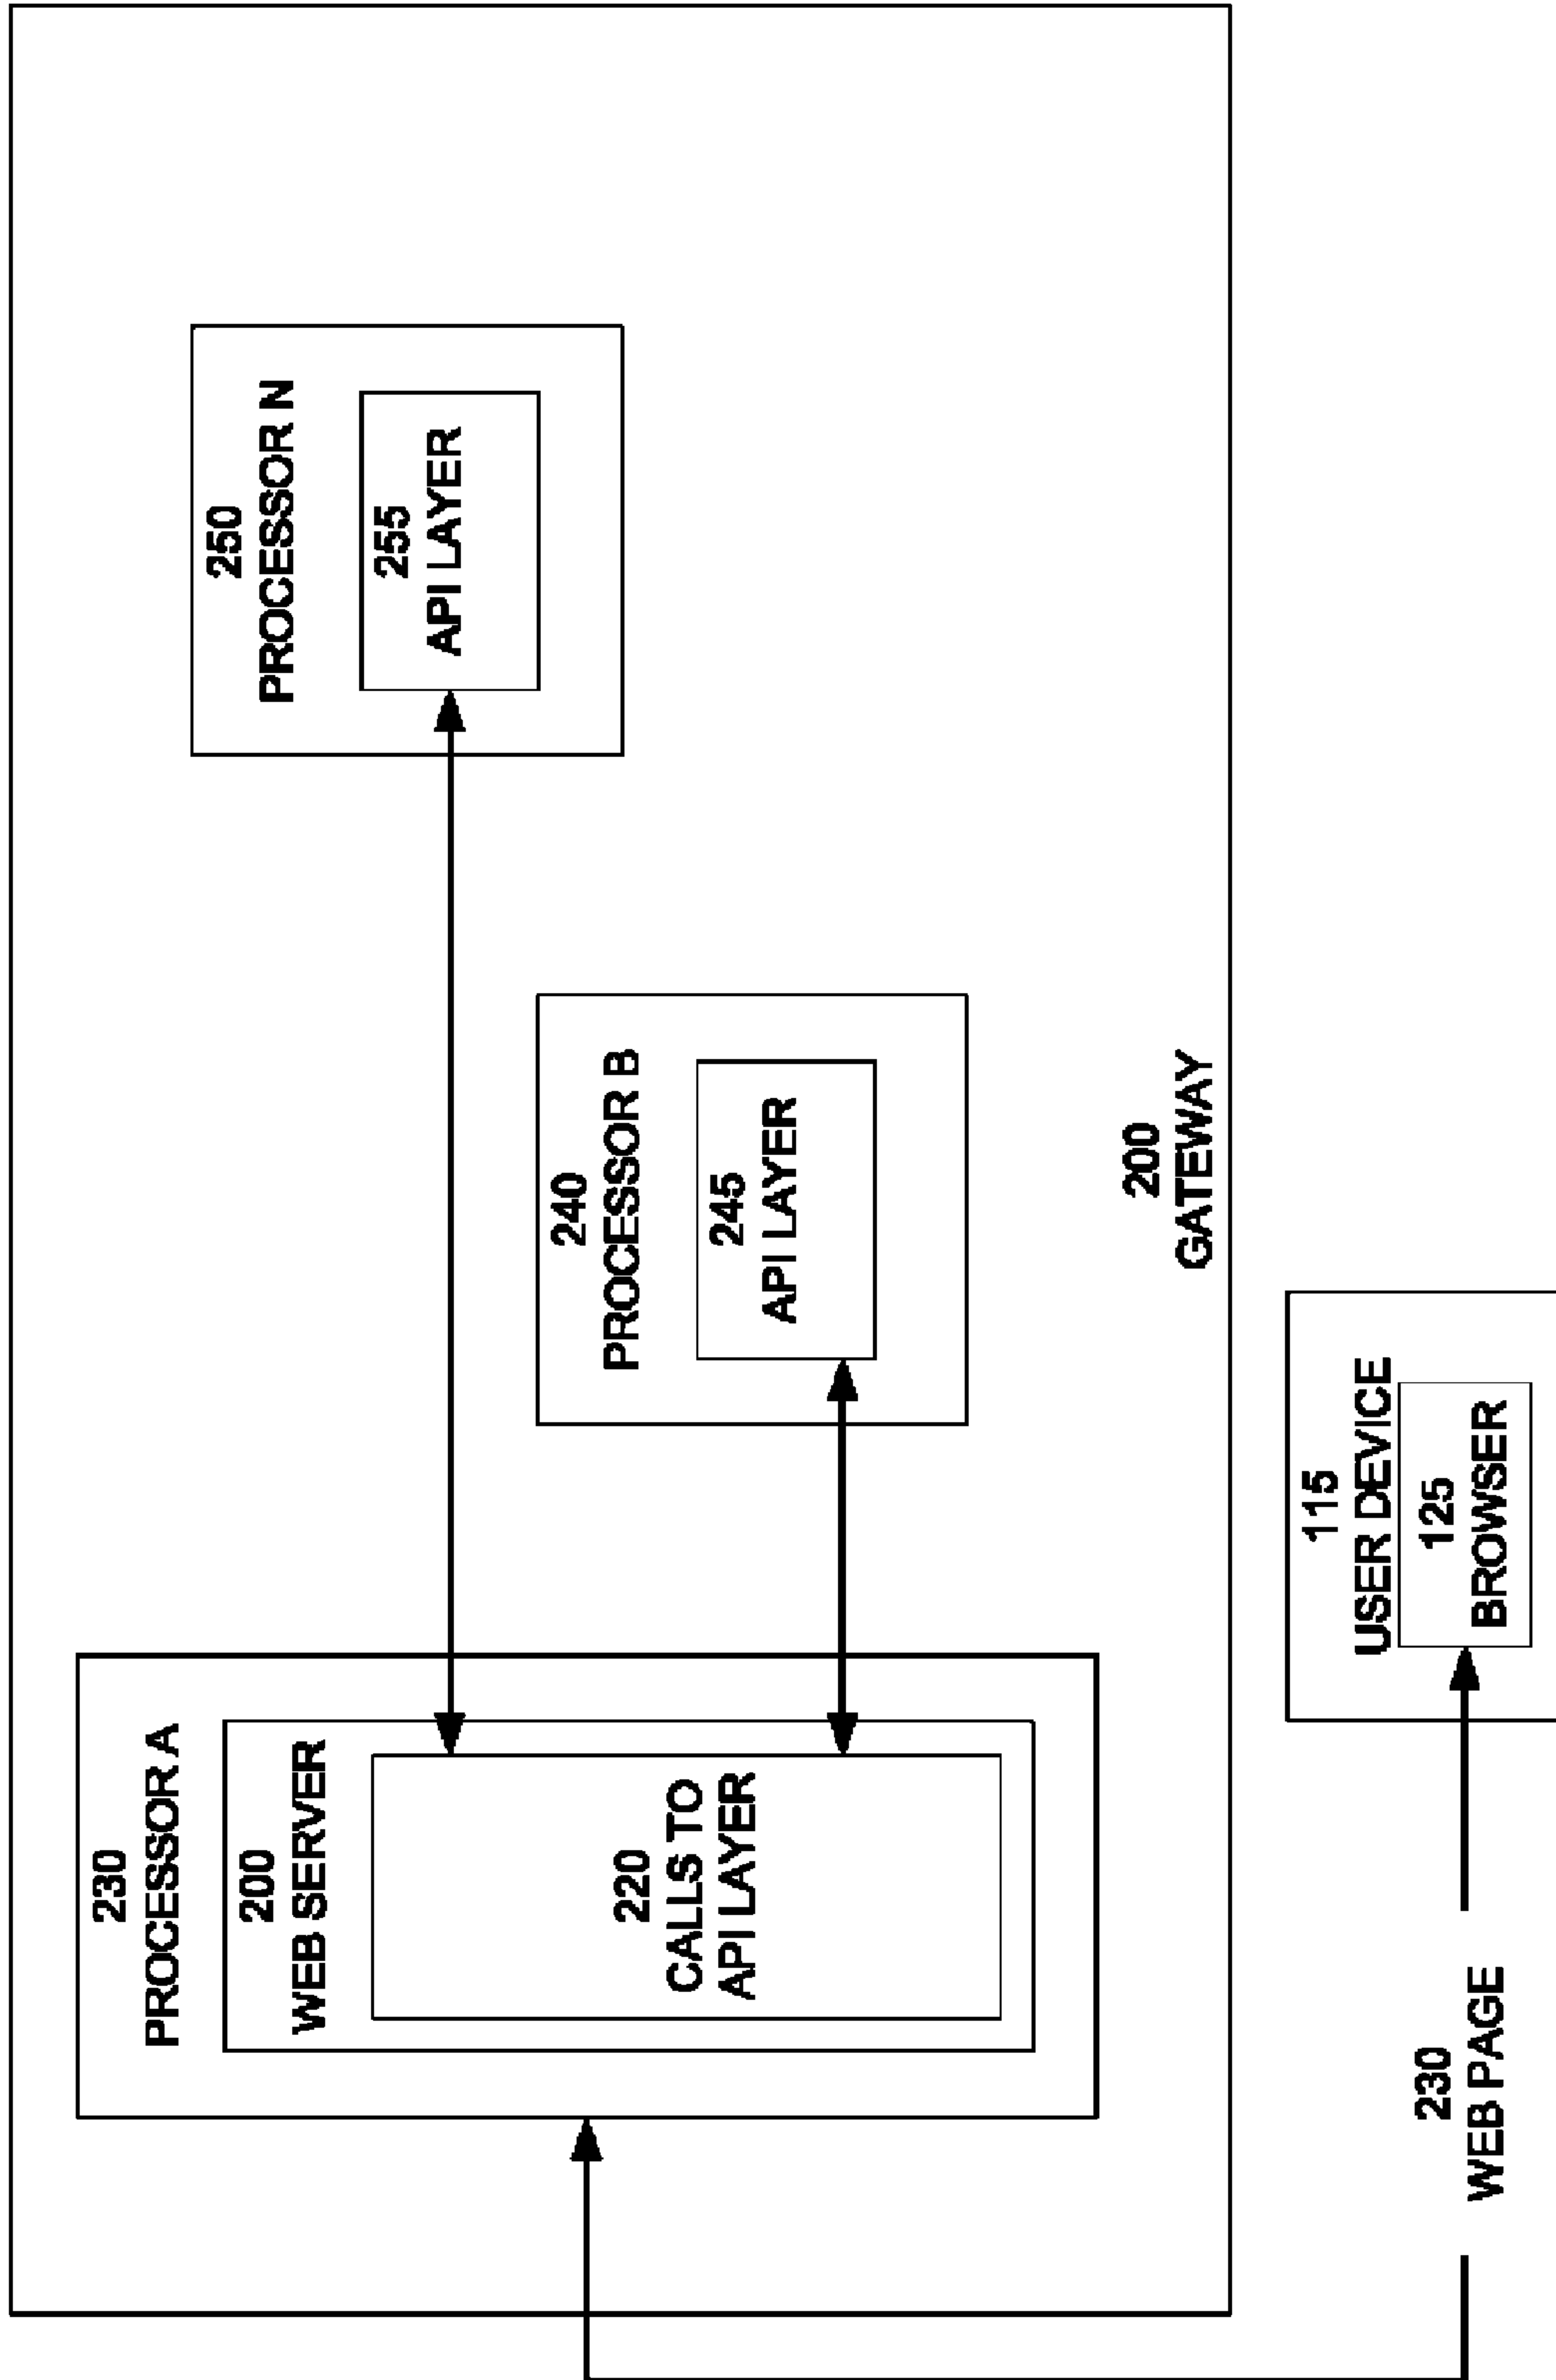 230
PROCESSOR A
200
WEB SERVER
220
CALLS TO
API LAYER
240
PROCESSOR B
245
API LAYER
250
PROCESSOR N
255
API LAYER
200
GATEWAY
230
WEB PAGE
115
USER DEVICE
125
BROWSER